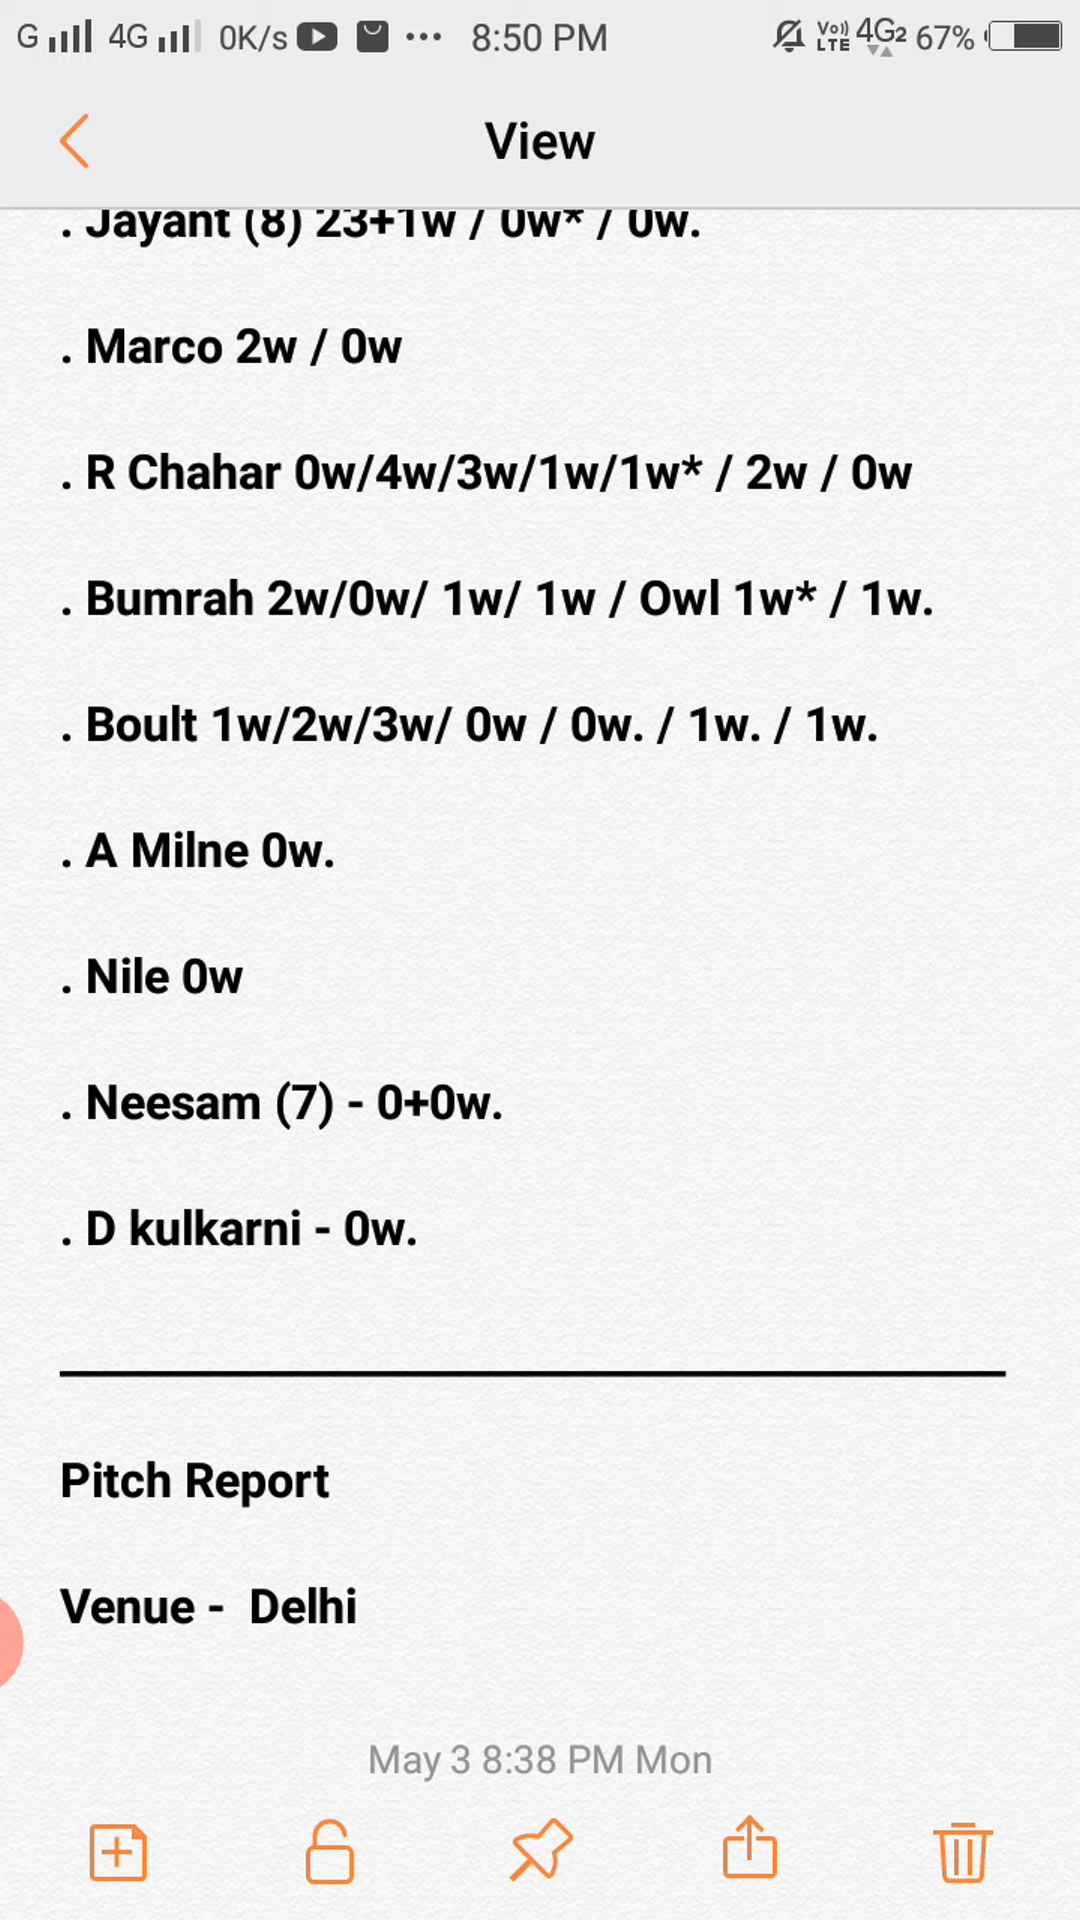 G 4G 0K/s 8:50 PM Vo)) LTE 4G2 67%
View
. Jayant (8) 23+1w / 0w* / 0w.
. Marco 2w / 0w
. R Chahar 0w/4w/3w/1w/1w* / 2w / 0w
. Bumrah 2w/0w/ 1w/ 1w / Owl 1w* / 1w.
. Boult 1w/2w/3w/ 0w / 0w. / 1w. / 1w.
. A Milne 0w.
. Nile 0w
. Neesam (7) - 0+0w.
. D kulkarni - 0w.
Pitch Report
Venue - Delhi
May 3 8:38 PM Mon